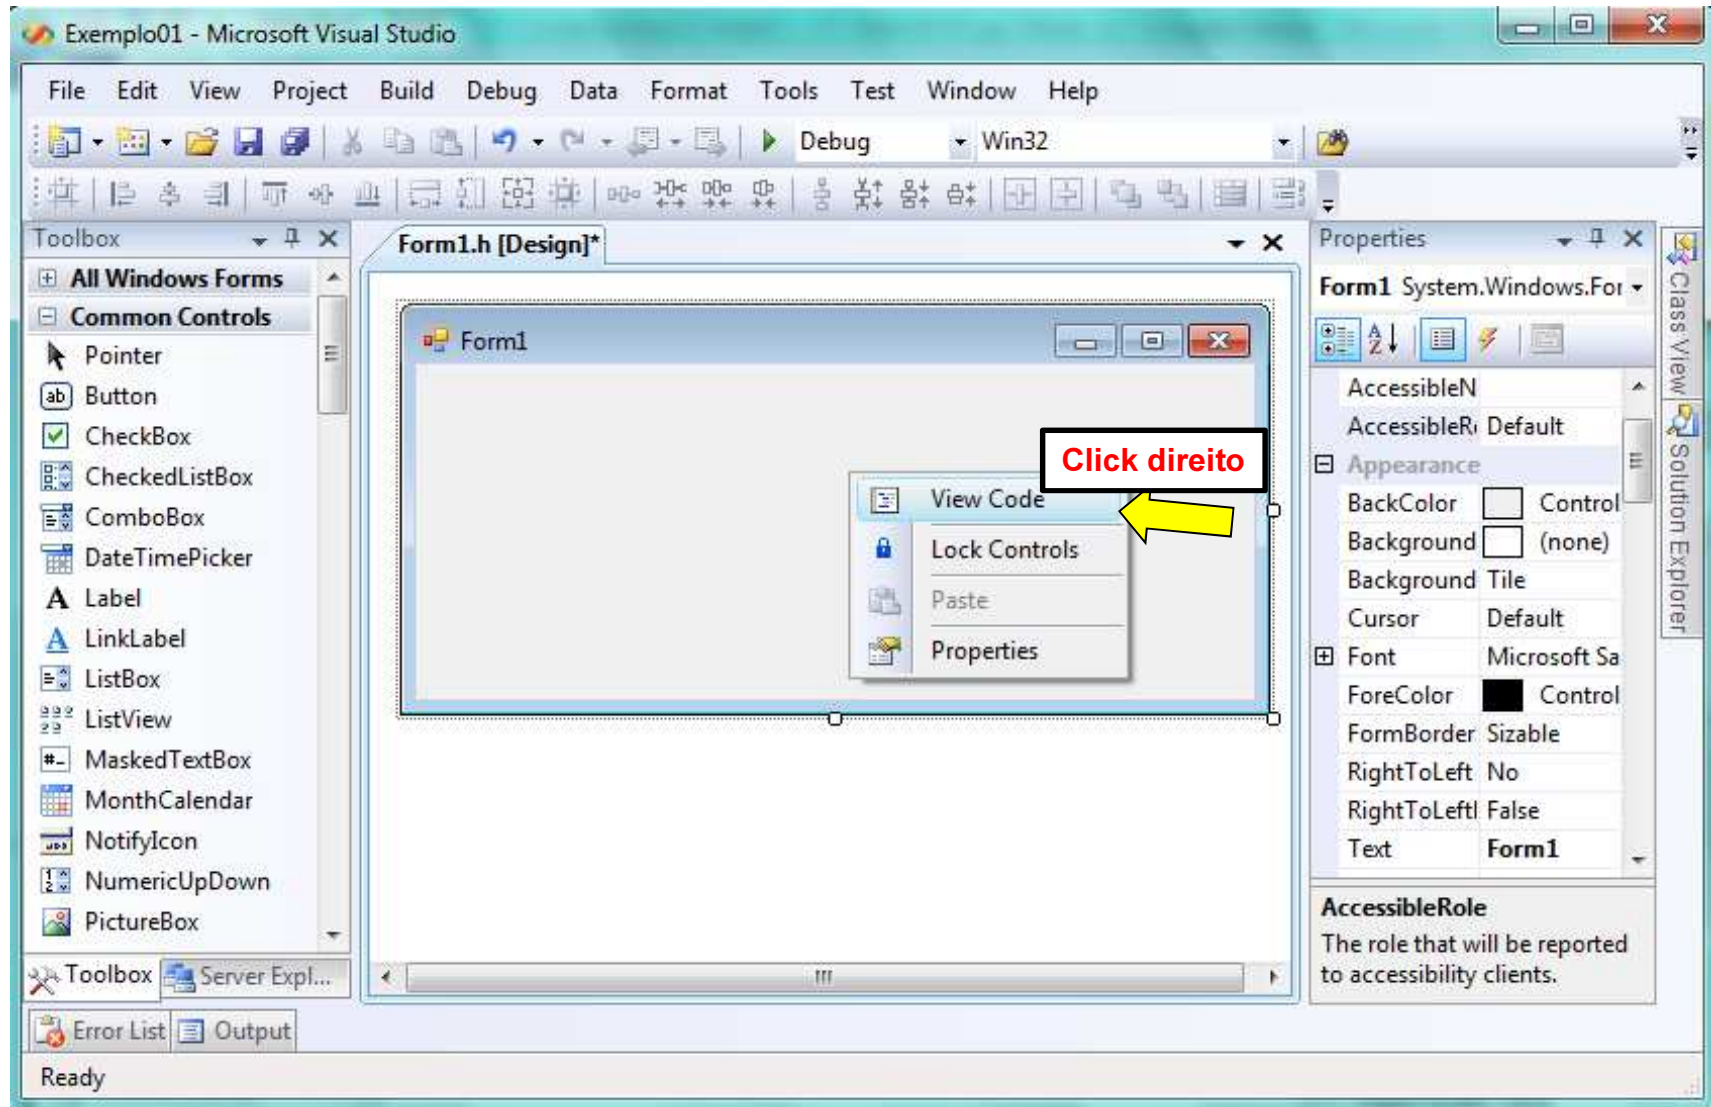 Exemplo01 - Microsoft Visual Studio
File Edit View Project Build Debug Data Format Tools Test Window Help
Debug Win32
Toolbox
All Windows Forms
Common Controls
Pointer
Button
CheckBox
CheckedListBox
ComboBox
DateTimePicker
Label
LinkLabel
ListBox
ListView
MaskedTextBox
MonthCalendar
NotifyIcon
NumericUpDown
PictureBox
Toolbox Server Expl...
Form1.h [Design]*
Form1
Click direito
View Code
Lock Controls
Paste
Properties
Properties
Form1 System.Windows.For
AccessibleN
AccessibleR Default
Appearance
BackColor Control
Background (none)
Background Tile
Cursor Default
Font Microsoft Sa
ForeColor Control
FormBorder Sizable
RightToLeft No
RightToLeftl False
Text Form1
AccessibleRole
The role that will be reported
to accessibility clients.
Class View
Solution Explorer
Error List Output
Ready